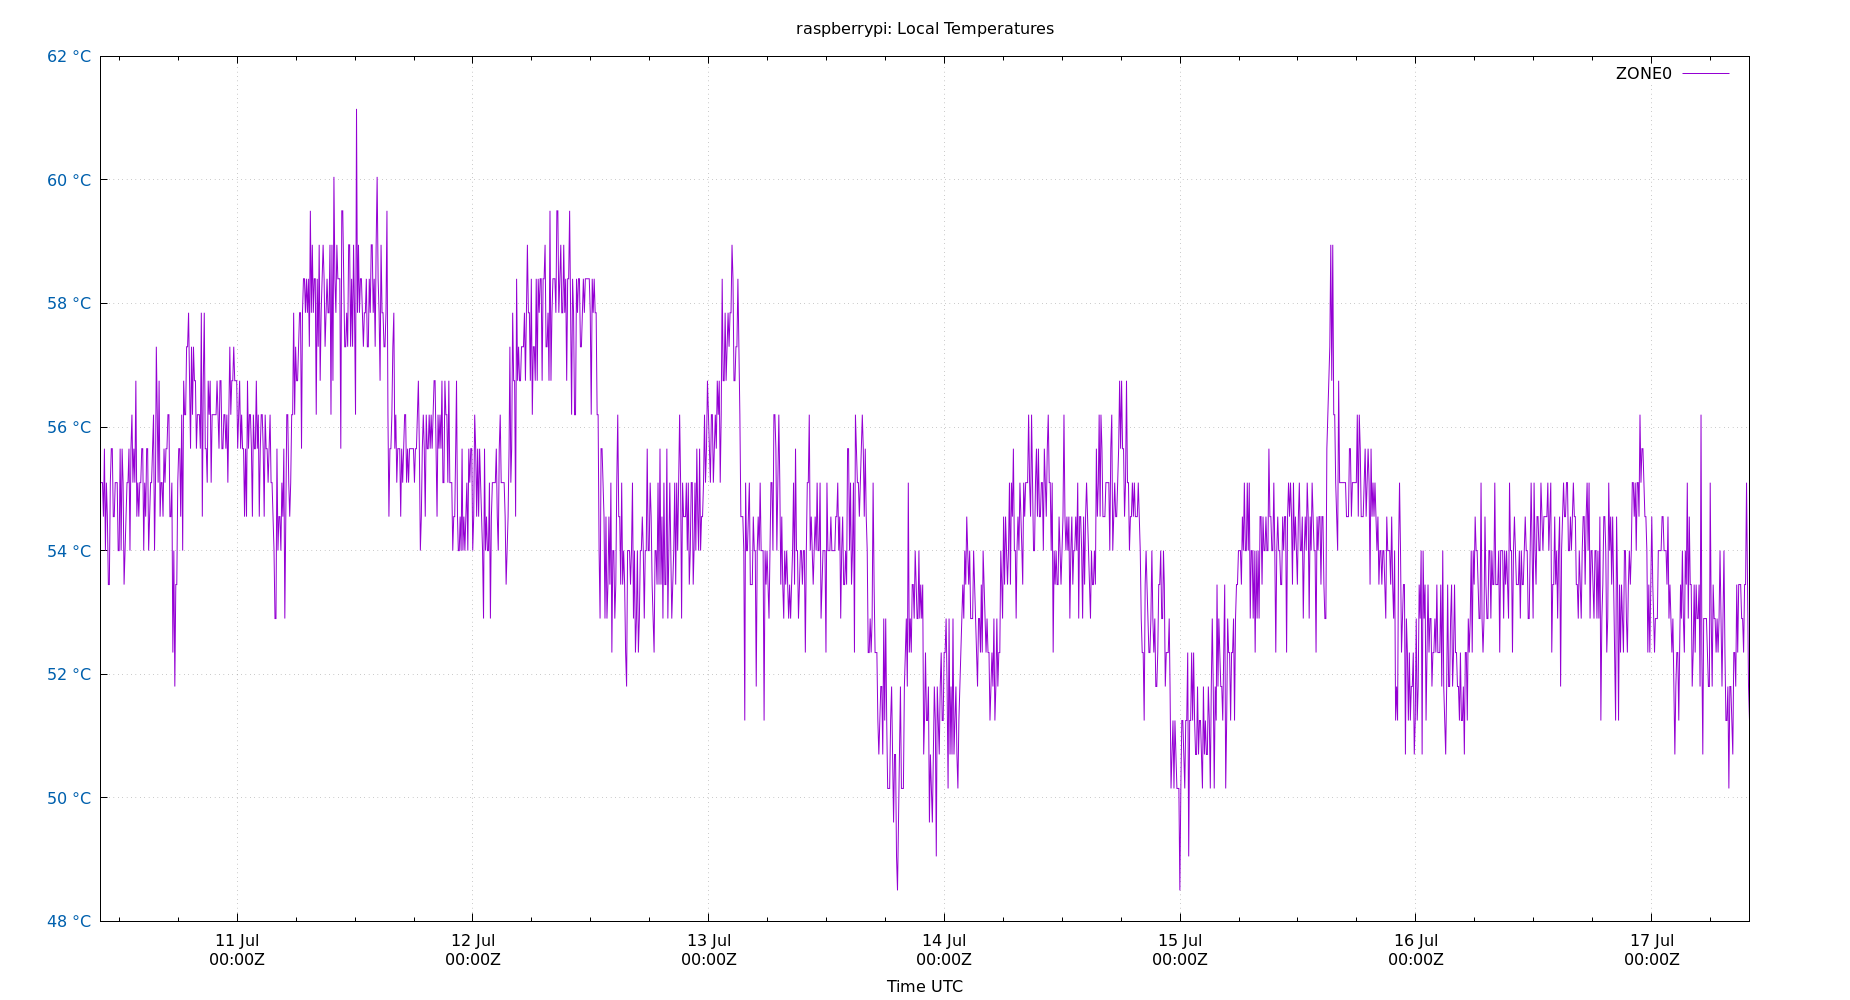 raspberrypi: Local Temperatures
62 °C
ZONE0
60 °C
58 °C
56 °C
54 °C
52 °C
50 °C
48 °C
11 Jul 12 Jul 13 Jul 14 Jul 15 Jul 16 Jul 17 Jul
00:00Z 00:00Z 00:00Z 00:00Z 00:00Z 00:00Z 00:00Z
Time UTC